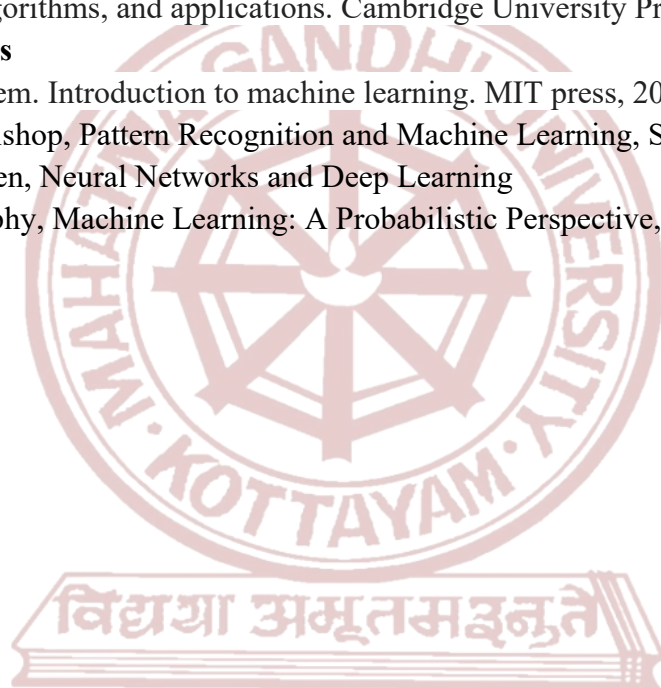 gorithms, and applications. Cambridge University Pr
s
em. Introduction to machine learning. MIT press, 20
ishop, Pattern Recognition and Machine Learning, S
en, Neural Networks and Deep Learning
phy, Machine Learning: A Probabilistic Perspective,
MAHATMA GANDHI UNIVERSITY
KOTTAYAM
विद्यया अमृतमश्नुते